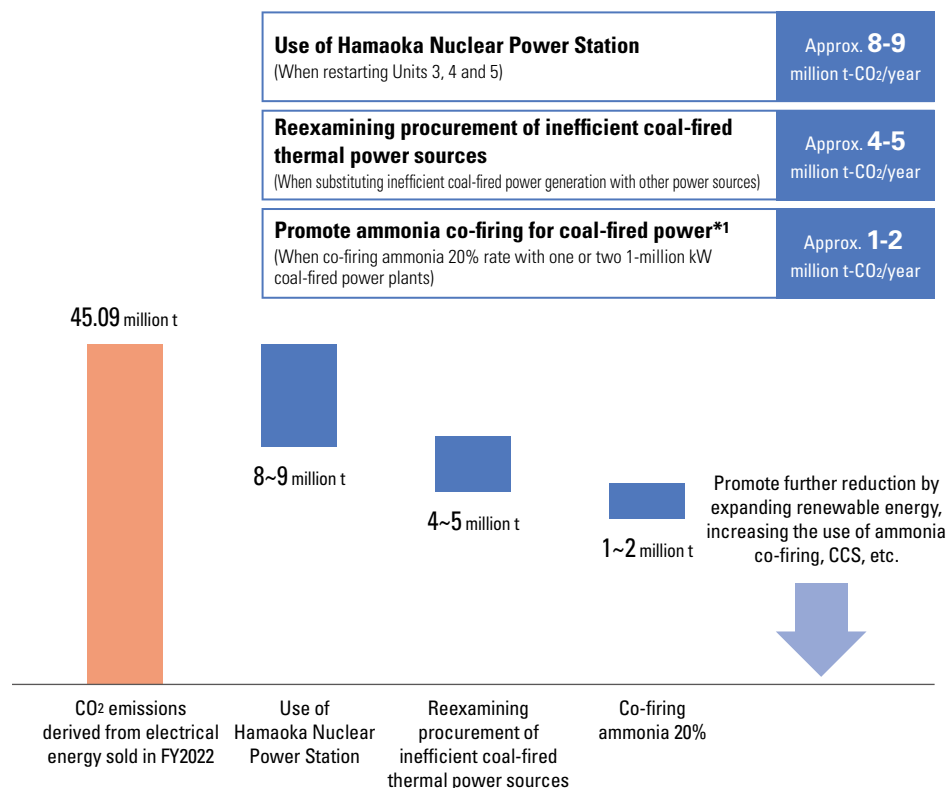 Use of Hamaoka Nuclear Power Station
(When restarting Units 3, 4 and 5)
Approx. 8-9
million t-CO2/year
Reexamining procurement of inefficient coal-fired
thermal power sources
(When substituting inefficient coal-fired power generation with other power sources)
Approx. 4-5
million t-CO2/year
Promote ammonia co-firing for coal-fired power*1
(When co-firing ammonia 20% rate with one or two 1-million kW
coal-fired power plants)
Approx. 1-2
million t-CO2/year
45.09 million t
8~9 million t
4~5 million t
1~2 million t
Promote further reduction by
expanding renewable energy,
increasing the use of ammonia
co-firing, CCS, etc.
CO2 emissions
derived from electrical
energy sold in FY2022
Use of
Hamaoka Nuclear
Power Station
Reexamining
procurement of
inefficient coal-fired
thermal power sources
Co-firing
ammonia 20%